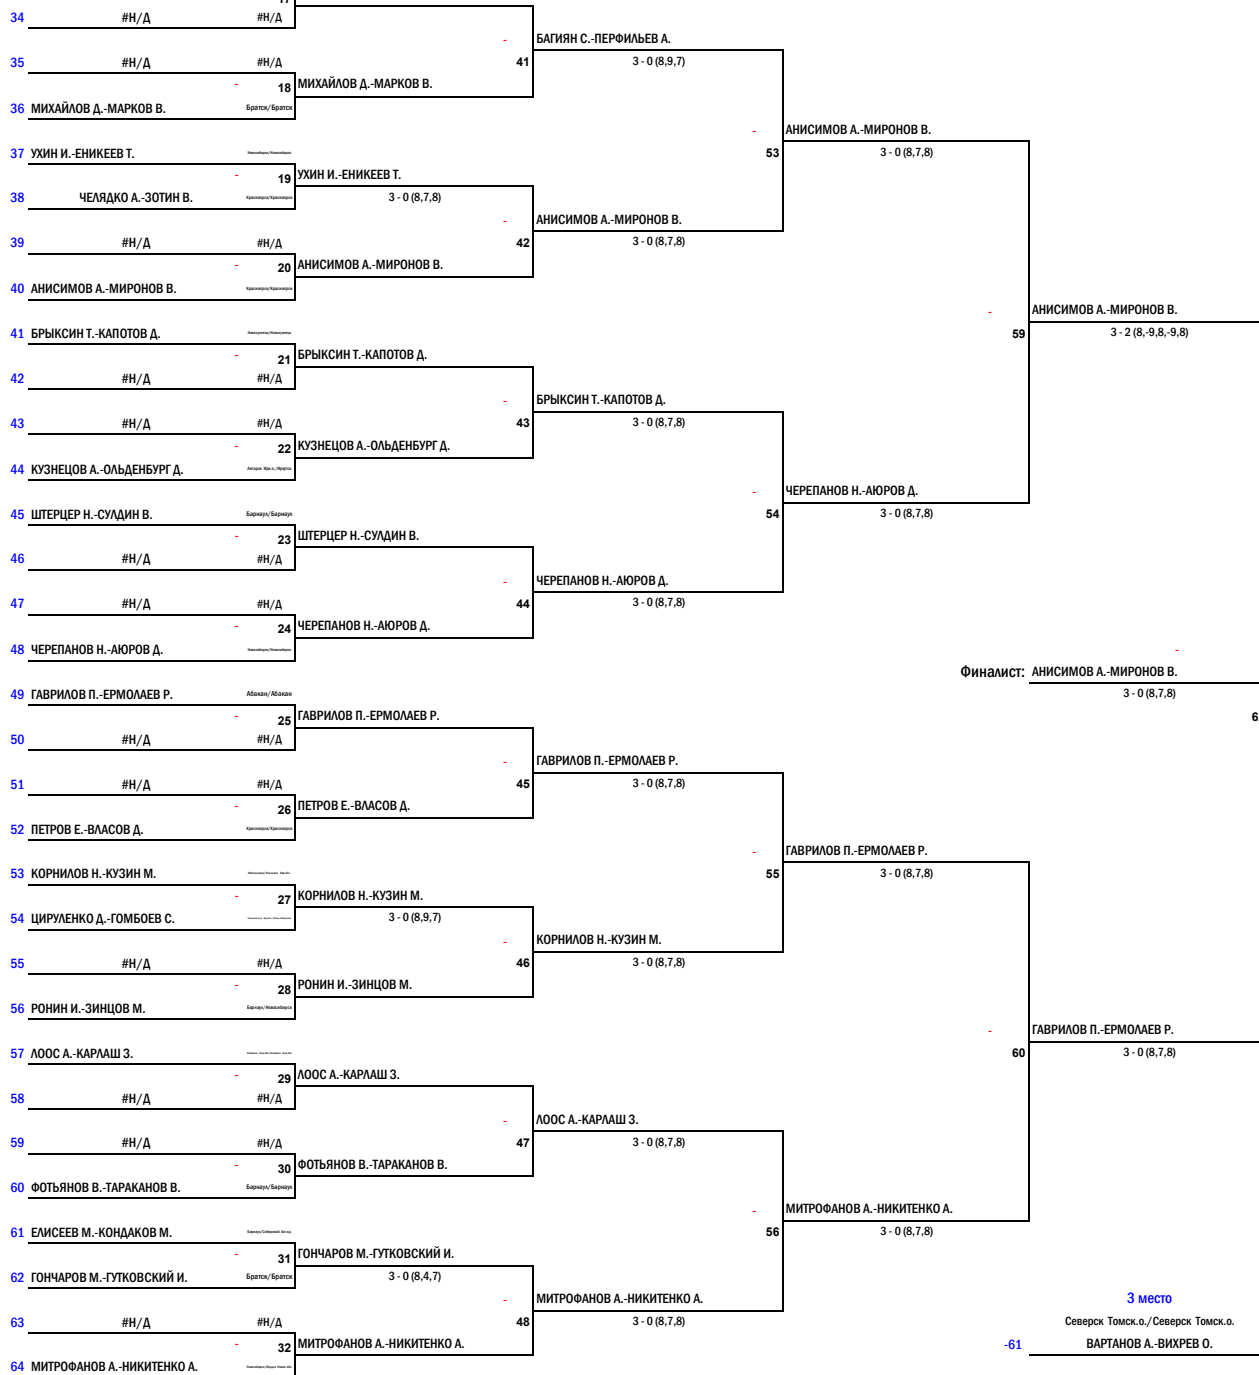 34 #Н/Д #Н/Д
БАГИЯН С.-ПЕРФИЛЬЕВ А.
35 #Н/Д #Н/Д
41 3 - 0 (8,9,7)
18 МИХАЙЛОВ Д.-МАРКОВ В.
36 МИХАЙЛОВ Д.-МАРКОВ В. Братск/Братск
АНИСИМОВ А.-МИРОНОВ В.
37 УХИН И.-ЕНИКЕЕВ Т.
53 3 - 0 (8,7,8)
19 УХИН И.-ЕНИКЕЕВ Т.
38 ЧЕЛЯДКО А.-ЗОТИН В. Красноярск/Красноярск 3 - 0 (8,7,8)
АНИСИМОВ А.-МИРОНОВ В.
39 #Н/Д #Н/Д 42 3 - 0 (8,7,8)
20 АНИСИМОВ А.-МИРОНОВ В.
40 АНИСИМОВ А.-МИРОНОВ В. Красноярск/Красноярск
АНИСИМОВ А.-МИРОНОВ В.
41 БРЫКСИН Т.-КАПОТОВ Д. 59 3 - 2 (8,-9,8,-9,8)
21 БРЫКСИН Т.-КАПОТОВ Д.
42 #Н/Д #Н/Д
БРЫКСИН Т.-КАПОТОВ Д.
43 #Н/Д #Н/Д 43 3 - 0 (8,7,8)
22 КУЗНЕЦОВ А.-ОЛЬДЕНБУРГ Д.
44 КУЗНЕЦОВ А.-ОЛЬДЕНБУРГ Д.
ЧЕРЕПАНОВ Н.-АЮРОВ Д.
45 ШТЕРЦЕР Н.-СУЛДИН В. Барнаул/Барнаул 54 3 - 0 (8,7,8)
23 ШТЕРЦЕР Н.-СУЛДИН В.
46 #Н/Д #Н/Д
ЧЕРЕПАНОВ Н.-АЮРОВ Д.
47 #Н/Д #Н/Д 44 3 - 0 (8,7,8)
24 ЧЕРЕПАНОВ Н.-АЮРОВ Д.
48 ЧЕРЕПАНОВ Н.-АЮРОВ Д.
Финалист: АНИСИМОВ А.-МИРОНОВ В.
49 ГАВРИЛОВ П.-ЕРМОЛАЕВ Р. Абакан/Абакан 3 - 0 (8,7,8)
25 ГАВРИЛОВ П.-ЕРМОЛАЕВ Р.
50 #Н/Д #Н/Д
ГАВРИЛОВ П.-ЕРМОЛАЕВ Р.
51 #Н/Д #Н/Д 45 3 - 0 (8,7,8)
26 ПЕТРОВ Е.-ВЛАСОВ Д.
52 ПЕТРОВ Е.-ВЛАСОВ Д. Красноярск/Красноярск
ГАВРИЛОВ П.-ЕРМОЛАЕВ Р.
53 КОРНИЛОВ Н.-КУЗИН М. 55 3 - 0 (8,7,8)
27 КОРНИЛОВ Н.-КУЗИН М.
54 ЦИРУЛЕНКО Д.-ГОМБОЕВ С. 3 - 0 (8,9,7)
КОРНИЛОВ Н.-КУЗИН М.
55 #Н/Д #Н/Д 46 3 - 0 (8,7,8)
28 РОНИН И.-ЗИНЦОВ М.
56 РОНИН И.-ЗИНЦОВ М. Барнаул/Новосибирск
ГАВРИЛОВ П.-ЕРМОЛАЕВ Р.
57 ЛООС А.-КАРЛАШ З. 60 3 - 0 (8,7,8)
29 ЛООС А.-КАРЛАШ З.
58 #Н/Д #Н/Д
ЛООС А.-КАРЛАШ З.
59 #Н/Д #Н/Д 47 3 - 0 (8,7,8)
30 ФОТЬЯНОВ В.-ТАРАКАНОВ В.
60 ФОТЬЯНОВ В.-ТАРАКАНОВ В. Барнаул/Барнаул
МИТРОФАНОВ А.-НИКИТЕНКО А.
61 ЕЛИСЕЕВ М.-КОНДАКОВ М. 56 3 - 0 (8,7,8)
31 ГОНЧАРОВ М.-ГУТКОВСКИЙ И.
62 ГОНЧАРОВ М.-ГУТКОВСКИЙ И. Братск/Братск 3 - 0 (8,4,7)
МИТРОФАНОВ А.-НИКИТЕНКО А. 3 место
63 #Н/Д #Н/Д 48 3 - 0 (8,7,8) Северск Томск.о./Северск Томск.о.
32 МИТРОФАНОВ А.-НИКИТЕНКО А. -61 ВАРТАНОВ А.-ВИХРЕВ О.
64 МИТРОФАНОВ А.-НИКИТЕНКО А.